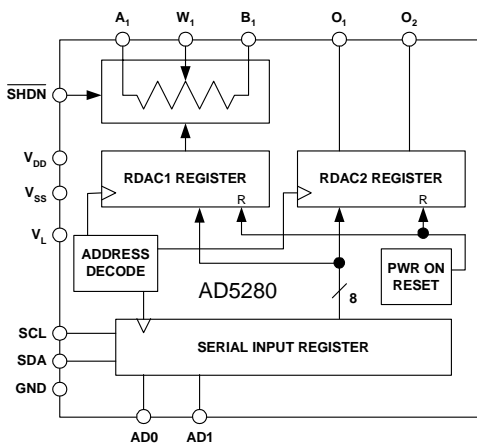 A1 W1 B1 O1 O2
SHDN
VDD
RDAC1 REGISTER
RDAC2 REGISTER
VSS
R
R
VL
ADDRESS
DECODE
PWR ON
RESET
AD5280
8
SCL
SERIAL INPUT REGISTER
SDA
GND
AD0 AD1